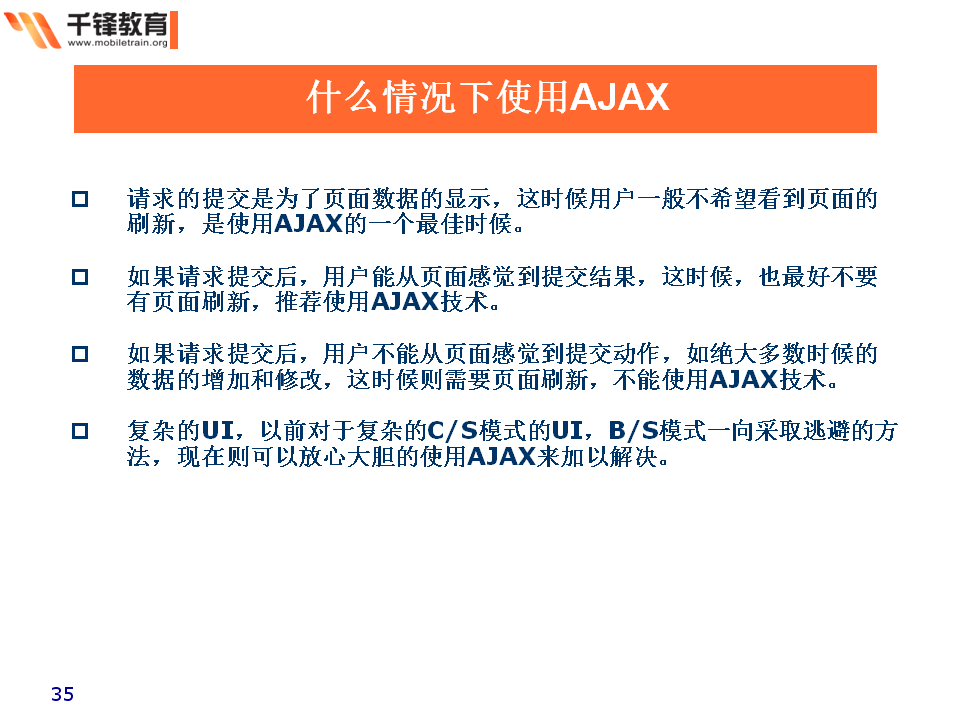 千锋教育
www.mobiletrain.org
什么情况下使用AJAX
请求的提交是为了页面数据的显示，这时候用户一般不希望看到页面的
刷新，是使用AJAX的一个最佳时候。
如果请求提交后，用户能从页面感觉到提交结果，这时候，也最好不要
有页面刷新，推荐使用AJAX技术。
如果请求提交后，用户不能从页面感觉到提交动作，如绝大多数时候的
数据的增加和修改，这时候则需要页面刷新，不能使用AJAX技术。
复杂的UI，以前对于复杂的C/S模式的UI，B/S模式一向采取逃避的方
法，现在则可以放心大胆的使用AJAX来加以解决。
35